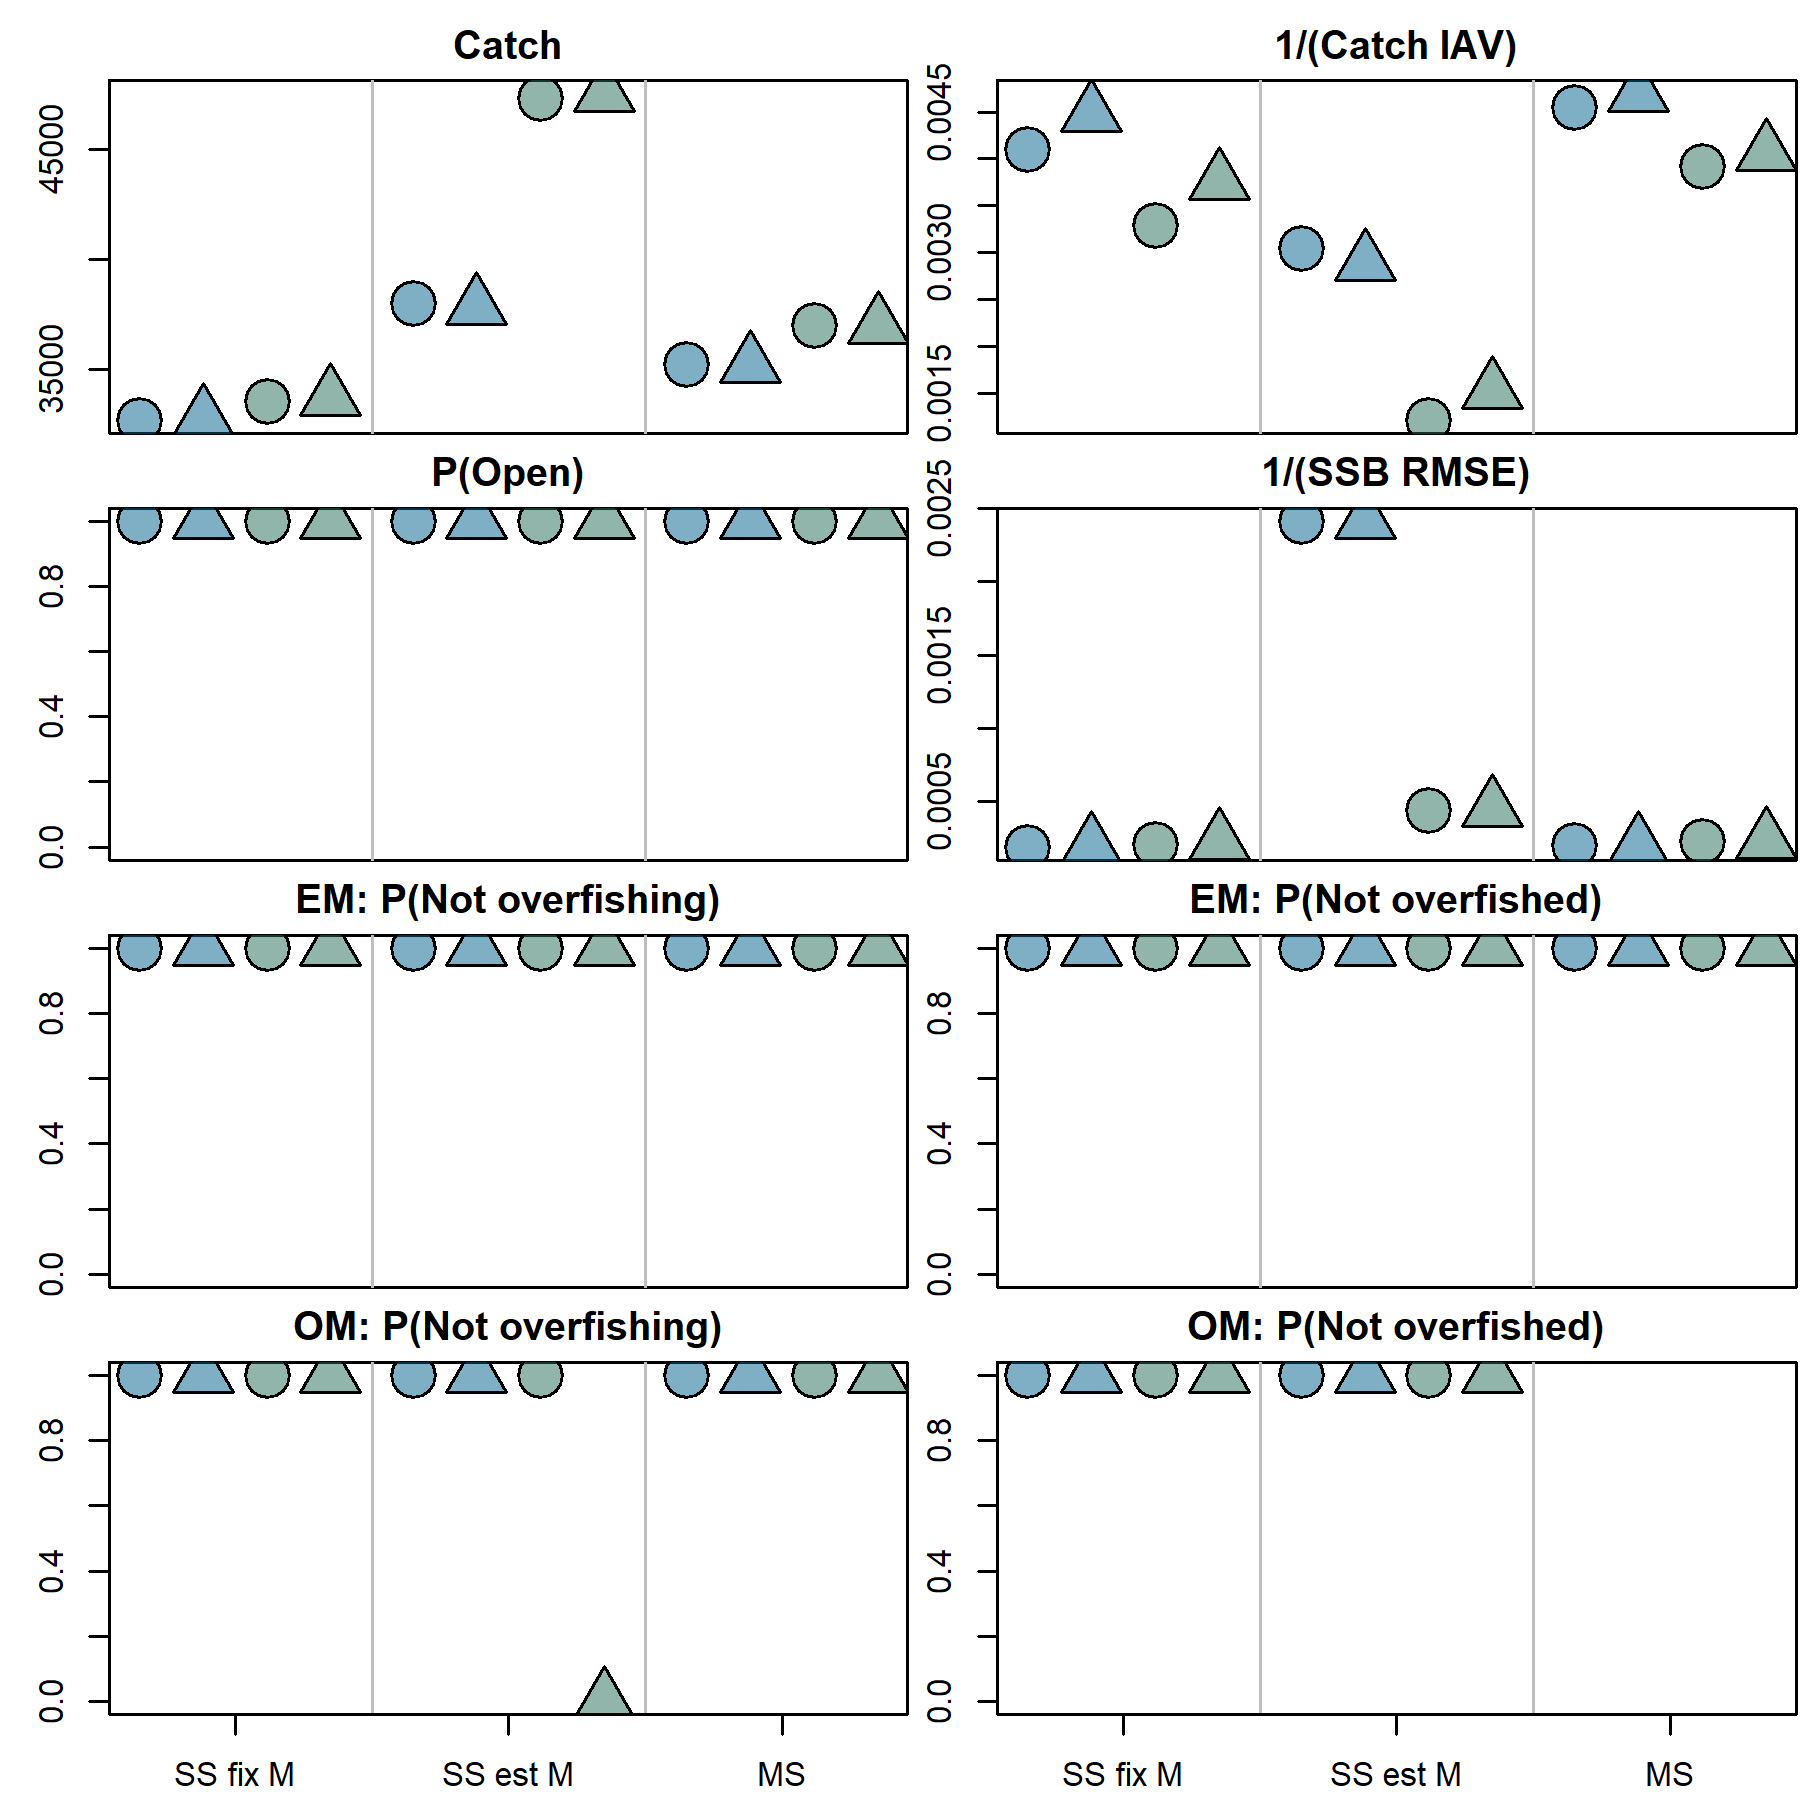 Catch
45000
35000
1/(Catch IAV)
0.0045
0.0030
0.0015
P(Open)
0.8
0.4
0.0
1/(SSB RMSE)
0.0025
0.0015
0.0005
EM: P(Not overfishing)
0.8
0.4
0.0
EM: P(Not overfished)
0.8
0.4
0.0
OM: P(Not overfishing)
0.8
0.4
0.0
SS fix M
SS est M
MS
OM: P(Not overfished)
0.8
0.4
0.0
SS fix M
SS est M
MS